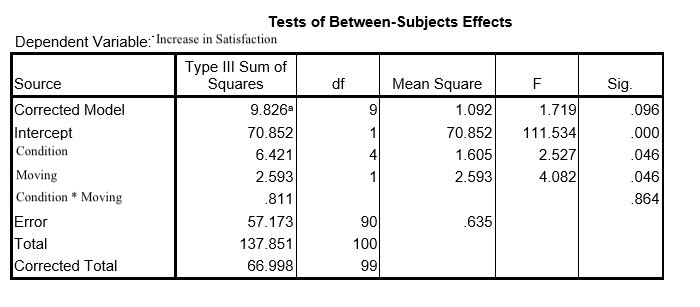 Tests of Between-Subjects Effects
Dependent Variable: Increase in Satisfaction
Source Type III Sum of Squares df Mean Square F Sig.
Corrected Model 9.826ᵃ 9 1.092 1.719 .096
Intercept 70.852 1 70.852 111.534 .000
Condition 6.421 4 1.605 2.527 .046
Moving 2.593 1 2.593 4.082 .046
Condition * Moving .811 .864
Error 57.173 90 .635
Total 137.851 100
Corrected Total 66.998 99